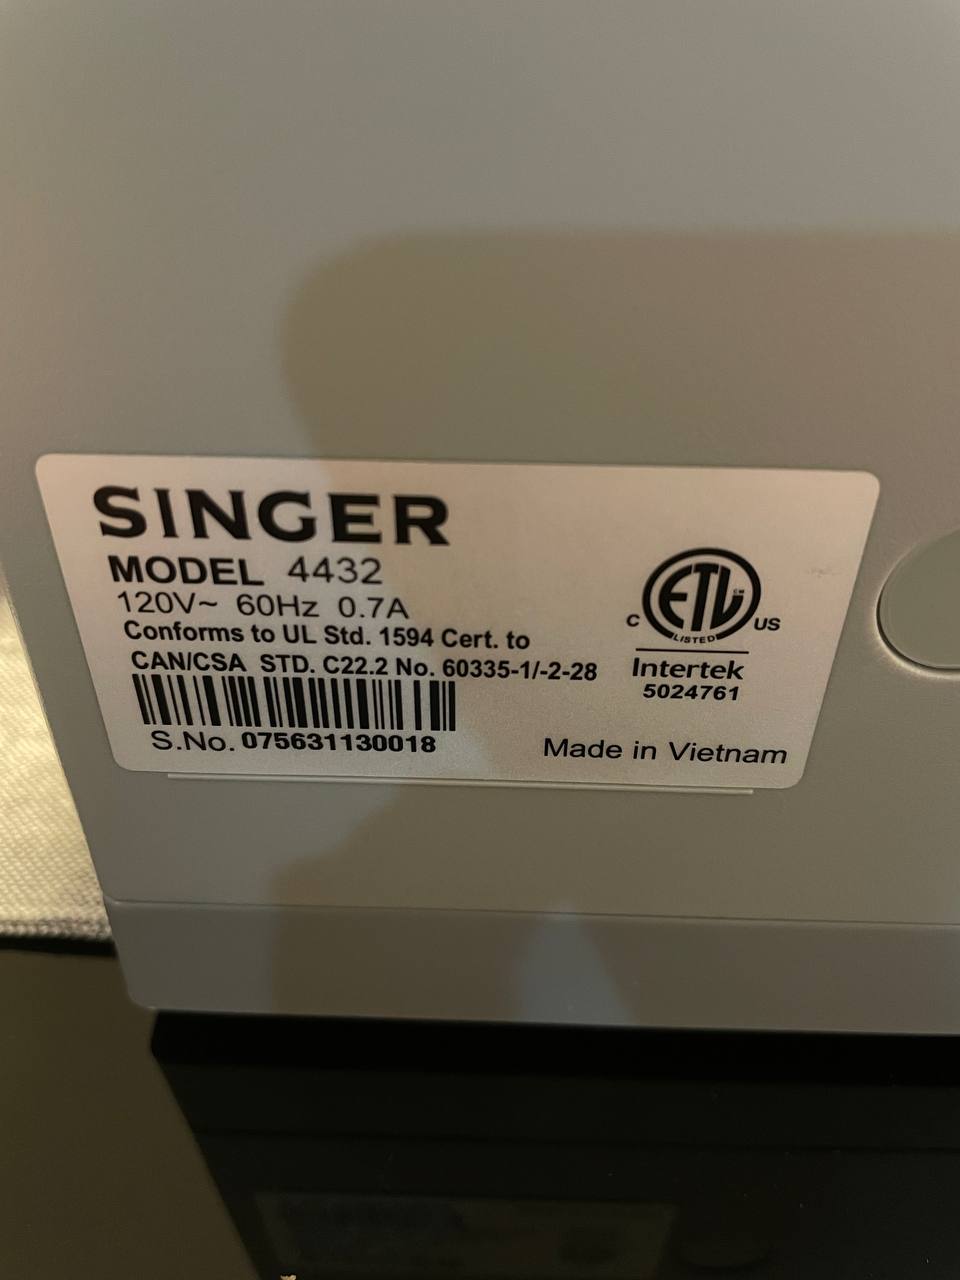 SINGER
MODEL 4432
120V~ 60Hz 0.7A
Conforms to UL Std. 1594 Cert. to
CAN/CSA STD. C22.2 No. 60335-1/-2-28
S.No. 075631130018
ETL
CM
C
US
LISTED
Intertek
5024761
Made in Vietnam